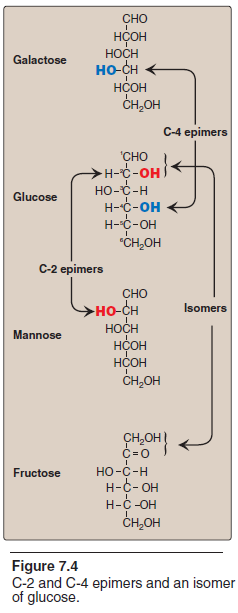 CHO
HCOH
HOCH
Galactose
HO-CH
HCOH
CH₂OH
C-4 epimers
¹CHO
H-²C-OH
HO-³C-H
Glucose
H-⁴C-OH
H-⁵C-OH
⁶CH₂OH
C-2 epimers
CHO
Isomers
HO-CH
HOCH
Mannose
HCOH
HCOH
CH₂OH
CH₂OH
C=O
Fructose
HO-C-H
H-C-OH
H-C-OH
CH₂OH
Figure 7.4
C-2 and C-4 epimers and an isomer
of glucose.